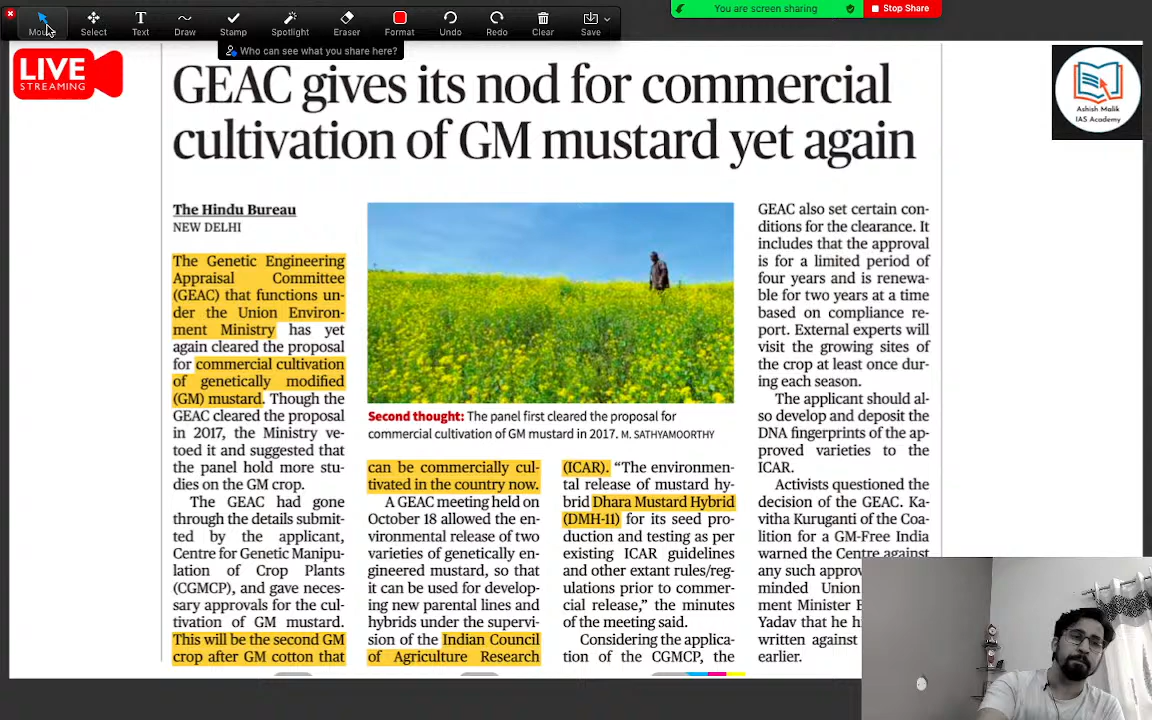 Mouse
Select
Text
Draw
Stamp
Spotlight
Eraser
Format
Undo
Redo
Clear
Save
You are screen sharing
Stop Share
Who can see what you share here?
LIVE
STREAMING
Ashish Malik
IAS Academy
GEAC gives its nod for commercial
cultivation of GM mustard yet again
The Hindu Bureau
NEW DELHI
The Genetic Engineering
Appraisal Committee
(GEAC) that functions un-
der the Union Environ-
ment Ministry has yet
again cleared the proposal
for commercial cultivation
of genetically modified
(GM) mustard. Though the
GEAC cleared the proposal
in 2017, the Ministry ve-
toed it and suggested that
the panel hold more stu-
dies on the GM crop.
The GEAC had gone
through the details submit-
ted by the applicant,
Centre for Genetic Manipu-
lation of Crop Plants
(CGMCP), and gave neces-
sary approvals for the cul-
tivation of GM mustard.
This will be the second GM
crop after GM cotton that
Second thought: The panel first cleared the proposal for
commercial cultivation of GM mustard in 2017. M. SATHYAMOORTHY
can be commercially cul-
tivated in the country now.
A GEAC meeting held on
October 18 allowed the en-
vironmental release of two
varieties of genetically en-
gineered mustard, so that
it can be used for develop-
ing new parental lines and
hybrids under the supervi-
sion of the Indian Council
of Agriculture Research
(ICAR). “The environmen-
tal release of mustard hy-
brid Dhara Mustard Hybrid
(DMH-11) for its seed pro-
duction and testing as per
existing ICAR guidelines
and other extant rules/reg-
ulations prior to commer-
cial release,” the minutes
of the meeting said.
Considering the applica-
tion of the CGMCP, the
GEAC also set certain con-
ditions for the clearance. It
includes that the approval
is for a limited period of
four years and is renewa-
ble for two years at a time
based on compliance re-
port. External experts will
visit the growing sites of
the crop at least once dur-
ing each season.
The applicant should al-
so develop and deposit the
DNA fingerprints of the ap-
proved varieties to the
ICAR.
Activists questioned the
decision of the GEAC. Ka-
vitha Kuruganti of the Coa-
lition for a GM-Free India
warned the Centre against
any such
minded Union
ment Minister
Yadav that he
written against
earlier.